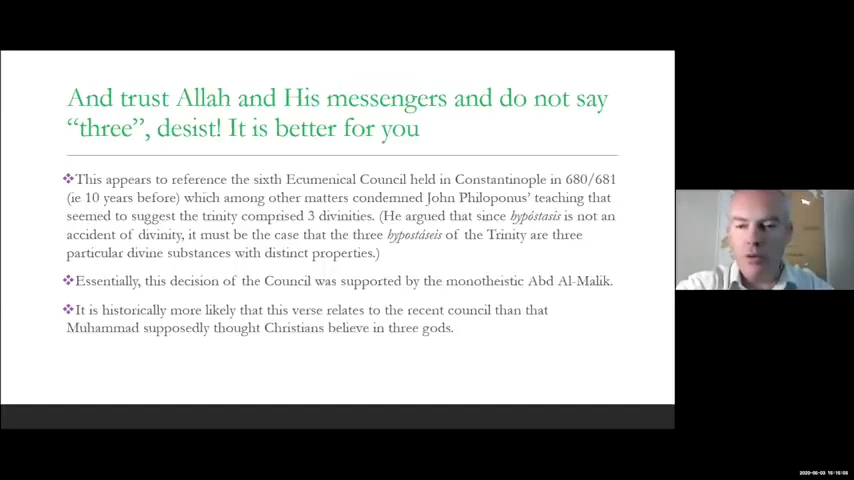 And trust Allah and His messengers and do not say
“three”, desist! It is better for you
❖This appears to reference the sixth Ecumenical Council held in Constantinople in 680/681
(ie 10 years before) which among other matters condemned John Philoponus’ teaching that
seemed to suggest the trinity comprised 3 divinities. (He argued that since hypóstasis is not an
accident of divinity, it must be the case that the three hypostáseis of the Trinity are three
particular divine substances with distinct properties.)
❖Essentially, this decision of the Council was supported by the monotheistic Abd Al-Malik.
❖It is historically more likely that this verse relates to the recent council than that
Muhammad supposedly thought Christians believe in three gods.
2020-06-03 16:16:58